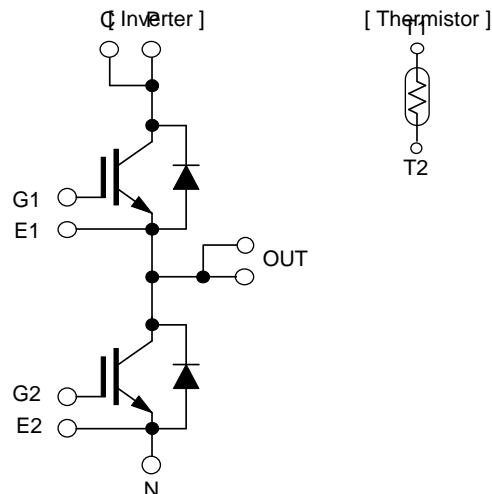 [ Inverter ]
[ Thermistor ]
C P
T1
T2
G1
E1
OUT
G2
E2
N